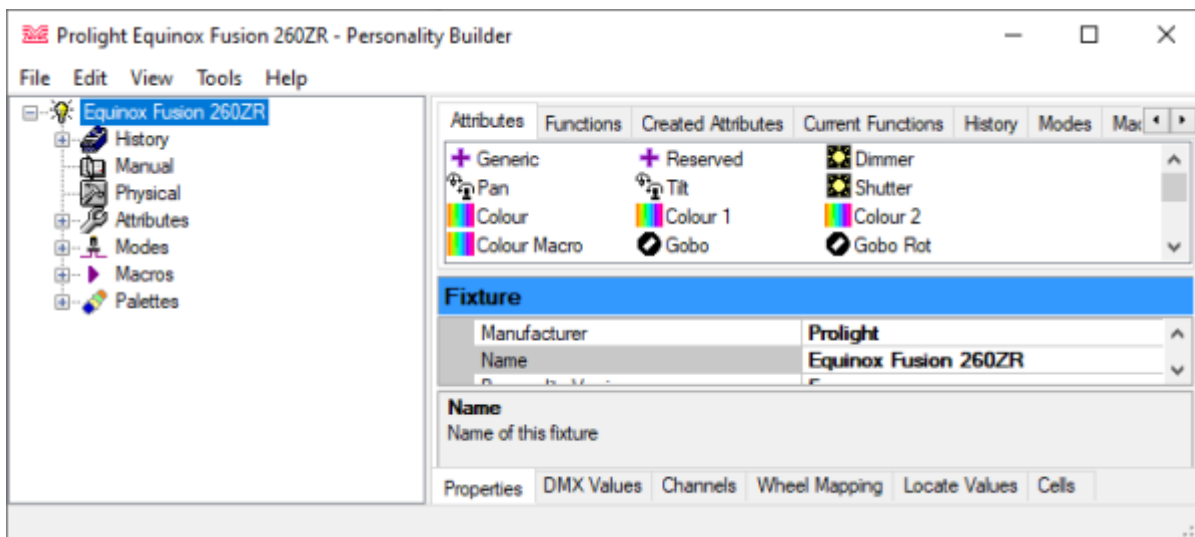 Prolight Equinox Fusion 260ZR - Personality Builder
File Edit View Tools Help
Equinox Fusion 260ZR
History
Manual
Physical
Attributes
Modes
Macros
Palettes
Attributes Functions Created Attributes Current Functions History Modes
Generic Reserved Dimmer
Pan Tilt Shutter
Colour Colour 1 Colour 2
Colour Macro Gobo Gobo Rot
Fixture
Manufacturer Prolight
Name Equinox Fusion 260ZR
Name
Name of this fixture
Properties DMX Values Channels Wheel Mapping Locate Values Cells